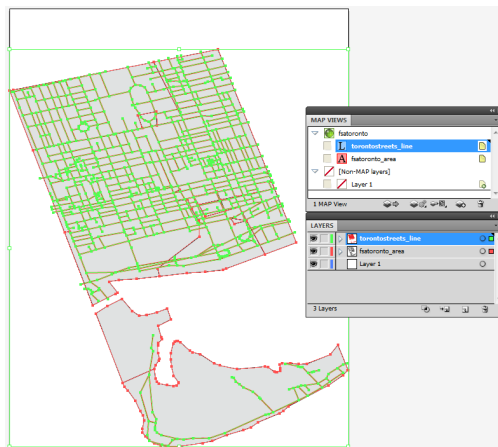 MAP VIEWS
fsatoronto
L torontostreets_line
A fsatoronto_area
[Non-MAP layers]
Layer 1
1 MAP View
LAYERS
torontostreets_line
fsatoronto_area
Layer 1
3 Layers